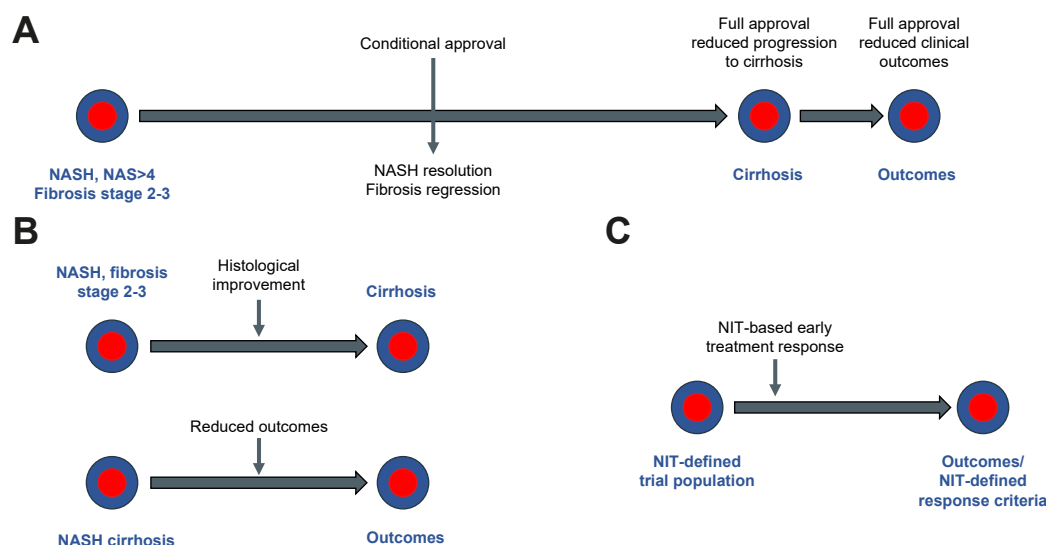 A
Conditional approval
Full approval
reduced progression
to cirrhosis
Full approval
reduced clinical
outcomes
NASH, NAS>4
Fibrosis stage 2-3
NASH resolution
Fibrosis regression
Cirrhosis
Outcomes
B
NASH, fibrosis
stage 2-3
Histological
improvement
Cirrhosis
Reduced outcomes
NASH cirrhosis
Outcomes
C
NIT-based early
treatment response
NIT-defined
trial population
Outcomes/
NIT-defined
response criteria